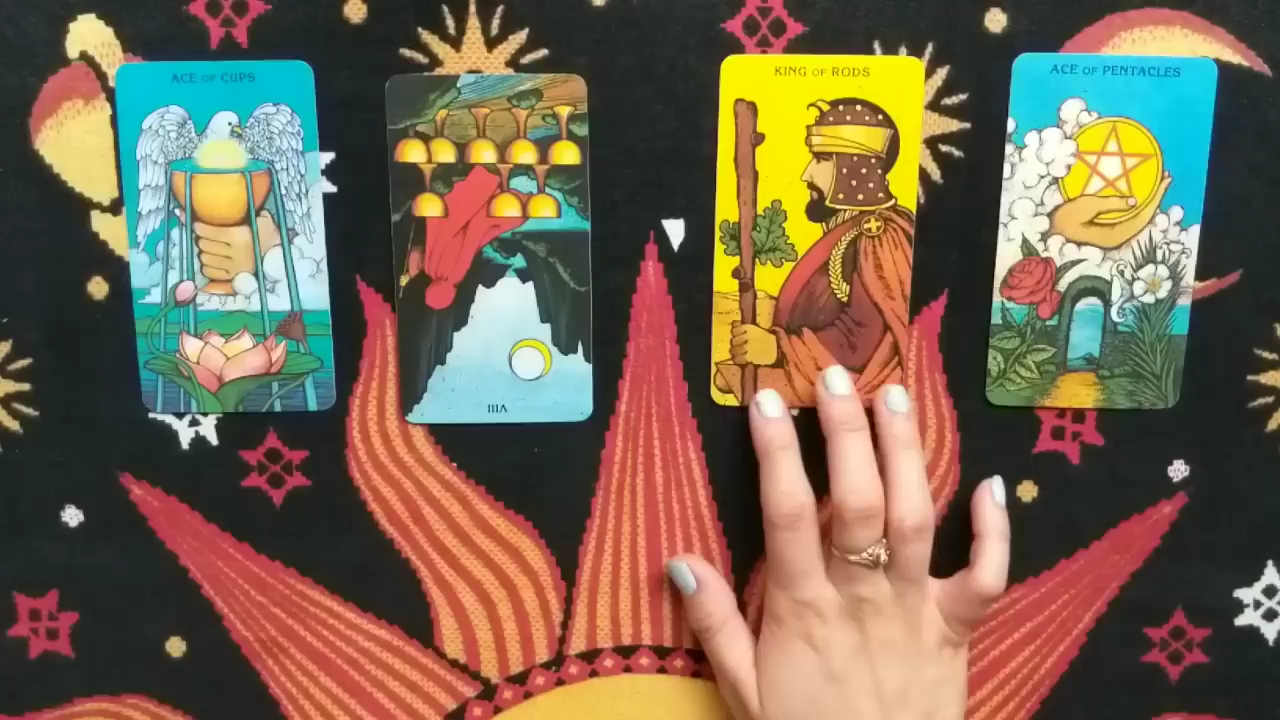 ACE OF CUPS
VIII
KING OF RODS
ACE OF PENTACLES